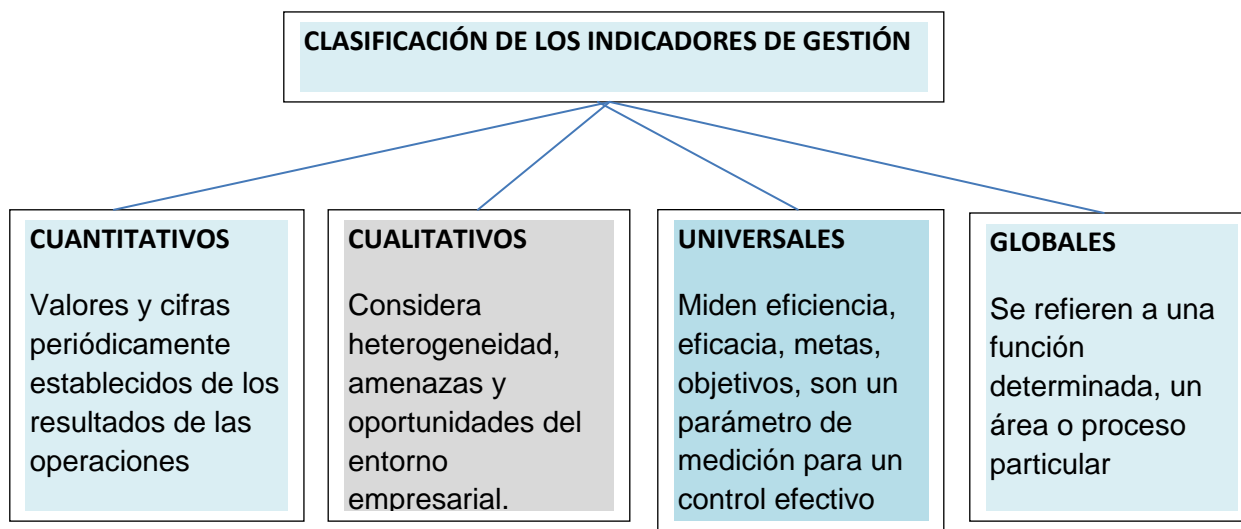 CLASIFICACIÓN DE LOS INDICADORES DE GESTIÓN
CUANTITATIVOS
Valores y cifras
periódicamente
establecidos de los
resultados de las
operaciones
CUALITATIVOS
Considera
heterogeneidad,
amenazas y
oportunidades del
entorno
empresarial.
UNIVERSALES
Miden eficiencia,
eficacia, metas,
objetivos, son un
parámetro de
medición para un
control efectivo
GLOBALES
Se refieren a una
función
determinada, un
área o proceso
particular